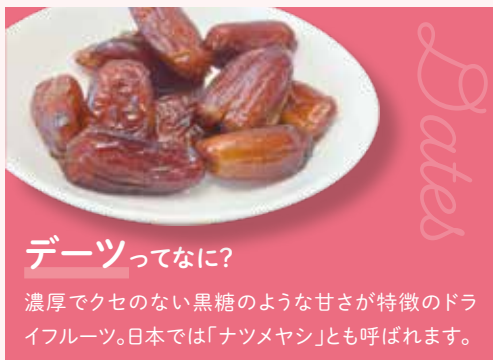 Dates
デーツってなに?
濃厚でクセのない黒糖のような甘さが特徴のドラ
イフルーツ。日本では「ナツメヤシ」とも呼ばれます。